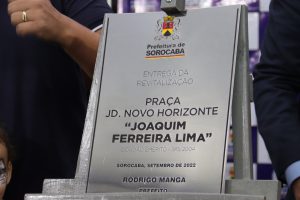 Prefeitura de
SOROCABA
ENTREGA DA
REVITALIZAÇÃO
PRAÇA
JD. NOVO HORIZONTE
"JOAQUIM
FERREIRA LIMA"
SOROCABA, SETEMBRO DE 2022
RODRIGO MANGA
PREFEITO